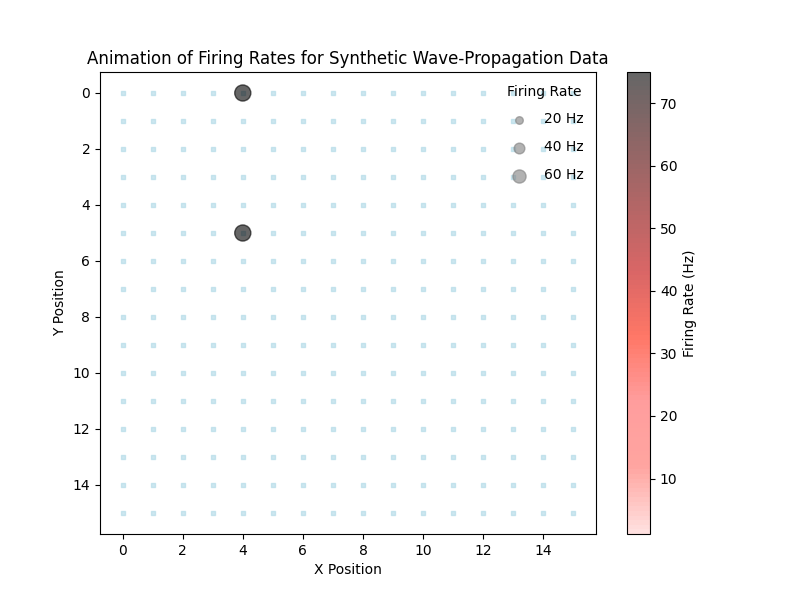 Animation of Firing Rates for Synthetic Wave-Propagation Data
Firing Rate
20 Hz
40 Hz
60 Hz
0
2
4
6
8
10
12
14
Y Position
0 2 4 6 8 10 12 14
X Position
70
60
50
40
30
20
10
Firing Rate (Hz)